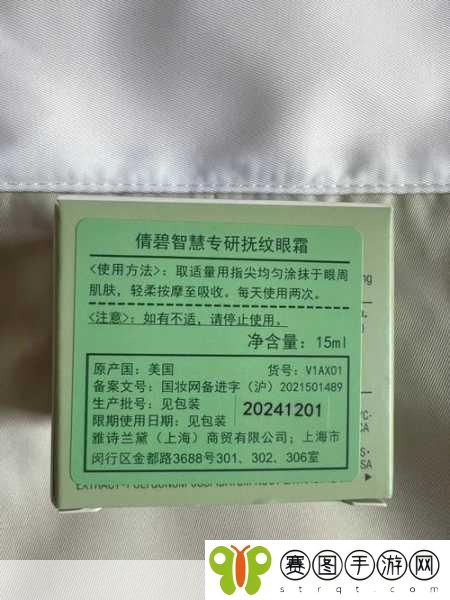 倩碧智慧专研抚纹眼霜
<使用方法>：取适量用指尖均匀涂抹于眼周
肌肤，轻柔按摩至吸收。每天使用两次。
<注意>：如有不适，请停止使用。
净含量：15ml
原产国：美国 货号：V1AX01
备案文号：国妆网备进字（沪）2021501489
生产批号：见包装
限期使用日期：见包装 20241201
雅诗兰黛（上海）商贸有限公司；上海市
闵行区金都路3688号301、302、306室
赛图手游网
strqt.com